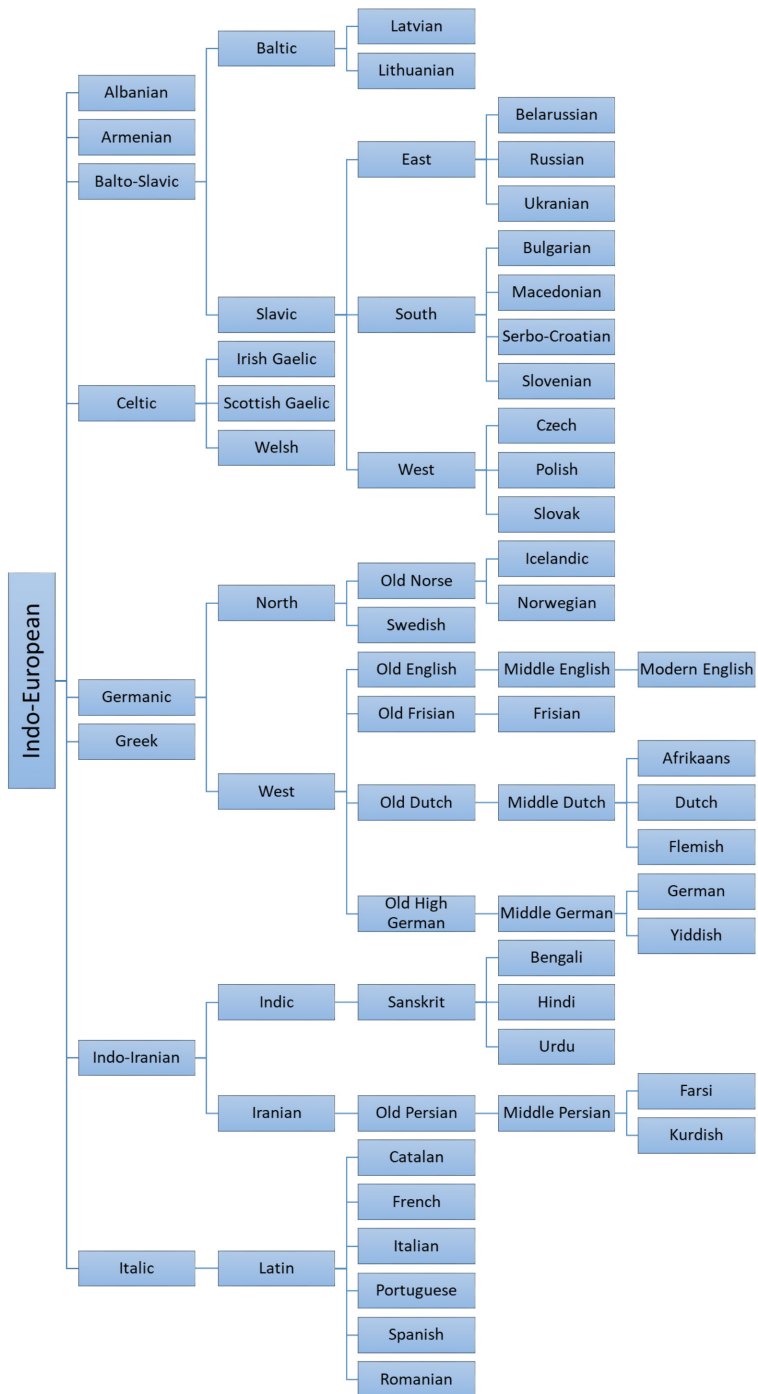 Indo-European
Albanian
Armenian
Balto-Slavic
Baltic
Latvian
Lithuanian
Slavic
East
Belarussian
Russian
Ukranian
South
Bulgarian
Macedonian
Serbo-Croatian
Slovenian
West
Czech
Polish
Slovak
Celtic
Irish Gaelic
Scottish Gaelic
Welsh
Germanic
North
Old Norse
Icelandic
Norwegian
Swedish
West
Old English
Middle English
Modern English
Old Frisian
Frisian
Old Dutch
Middle Dutch
Afrikaans
Dutch
Flemish
Old High
German
Middle German
German
Yiddish
Greek
Indo-Iranian
Indic
Sanskrit
Bengali
Hindi
Urdu
Iranian
Old Persian
Middle Persian
Farsi
Kurdish
Italic
Latin
Catalan
French
Italian
Portuguese
Spanish
Romanian